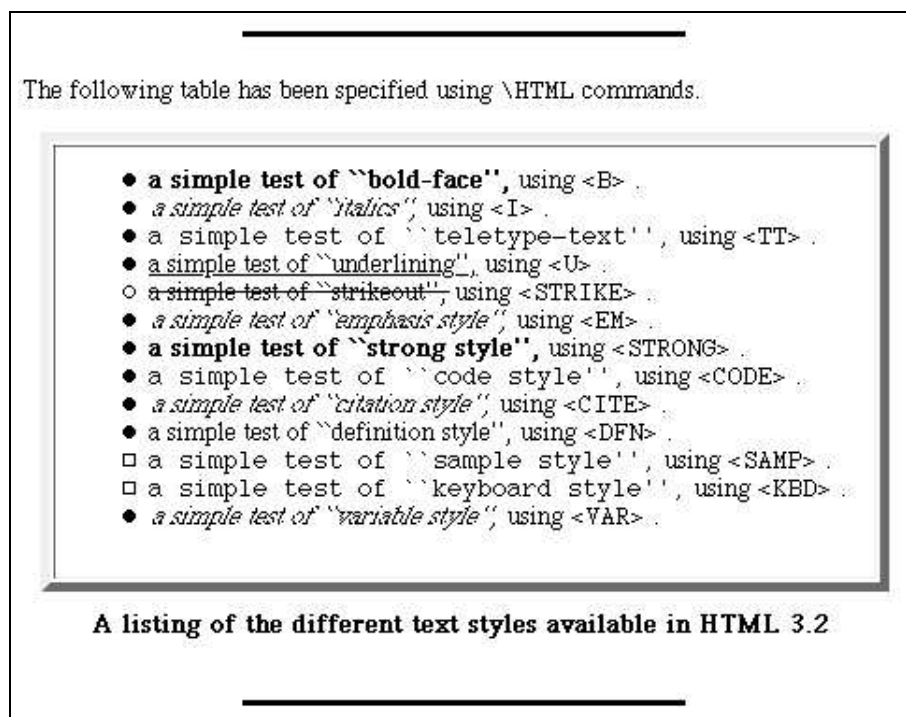 The following table has been specified using \HTML commands.
● a simple test of ``bold-face'', using <B> .
● a simple test of ``italics'', using <I> .
● a simple test of ``teletype-text'', using <TT> .
● a simple test of ``underlining'', using <U> .
○ a simple test of ``strikeout'', using <STRIKE> .
● a simple test of ``emphasis style'', using <EM> .
● a simple test of ``strong style'', using <STRONG> .
● a simple test of ``code style'', using <CODE> .
● a simple test of ``citation style'', using <CITE> .
● a simple test of ``definition style'', using <DFN> .
□ a simple test of ``sample style'', using <SAMP> .
□ a simple test of ``keyboard style'', using <KBD> .
● a simple test of ``variable style'', using <VAR> .
A listing of the different text styles available in HTML 3.2